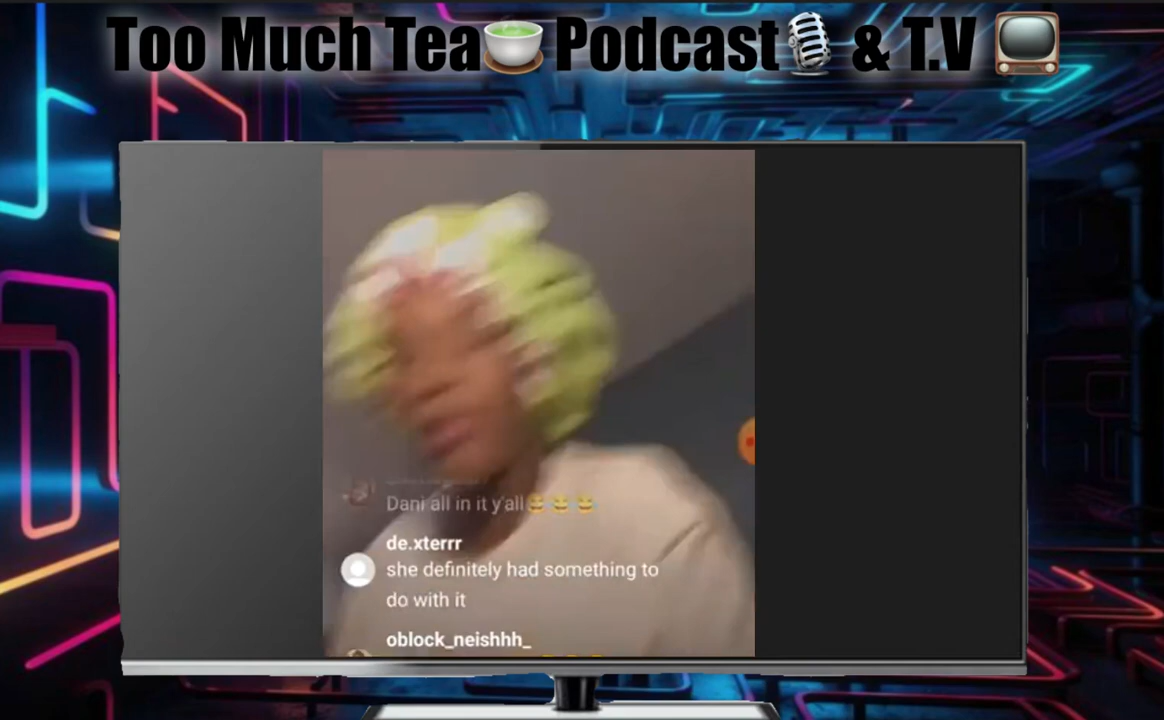 Too Much Tea🍵 Podcast🎙️ & T.V 📺
Dani all in it y'all
de.xterrr
she definitely had something to
do with it
oblock_neishhh_